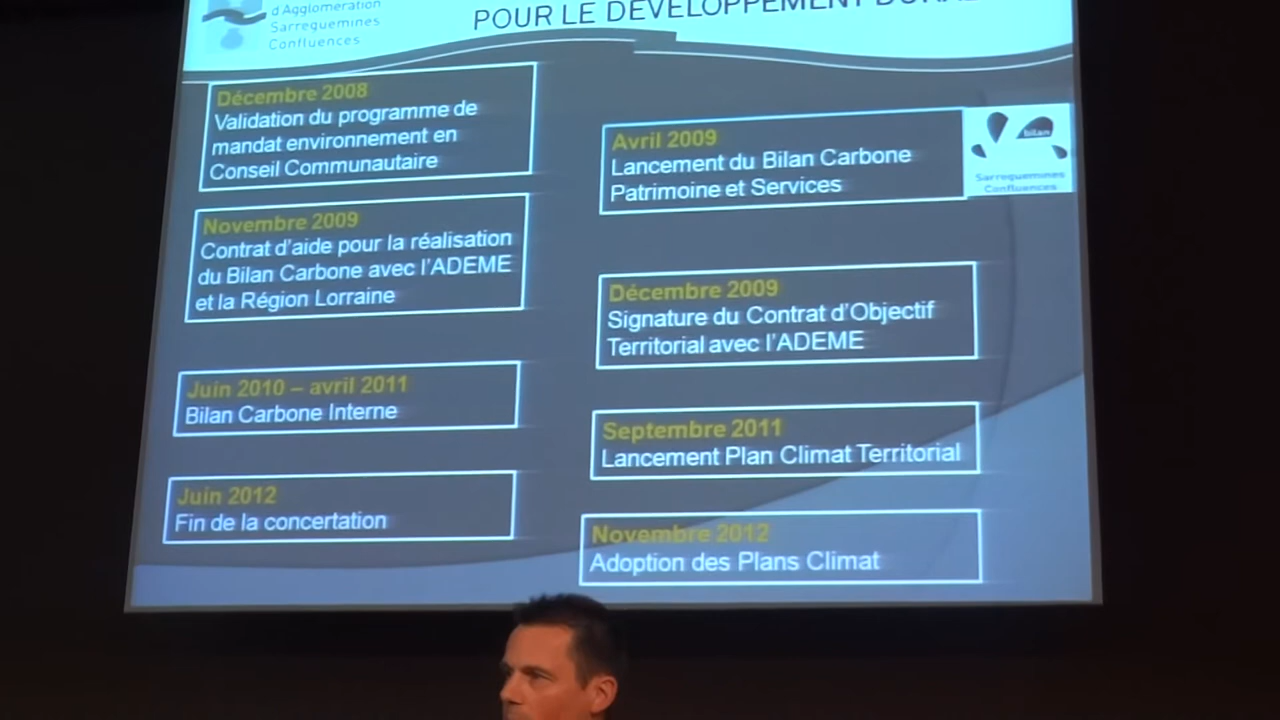 d'Agglomération
Sarreguemines
Confluences
POUR LE DÉVELOPPEMENT
Décembre 2008
Validation du programme de
mandat environnement en
Conseil Communautaire
Avril 2009
Lancement du Bilan Carbone
Patrimoine et Services
bilan
Sarreguemines
Confluences
Novembre 2009
Contrat d'aide pour la réalisation
du Bilan Carbone avec l'ADEME
et la Région Lorraine
Décembre 2009
Signature du Contrat d'Objectif
Territorial avec l'ADEME
Juin 2010 – avril 2011
Bilan Carbone Interne
Septembre 2011
Lancement Plan Climat Territorial
Juin 2012
Fin de la concertation
Novembre 2012
Adoption des Plans Climat